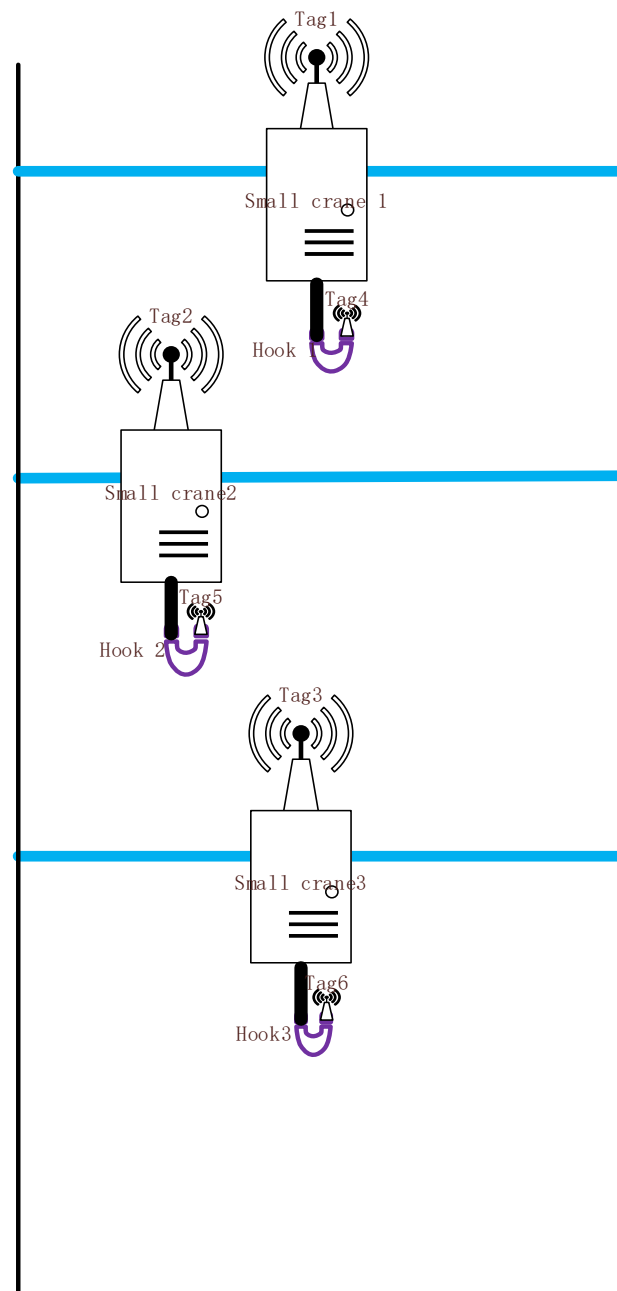 Tag1
Small crane 1
Tag4
Hook 1
Tag2
Small crane2
Tag5
Hook 2
Tag3
Small crane3
Tag6
Hook3